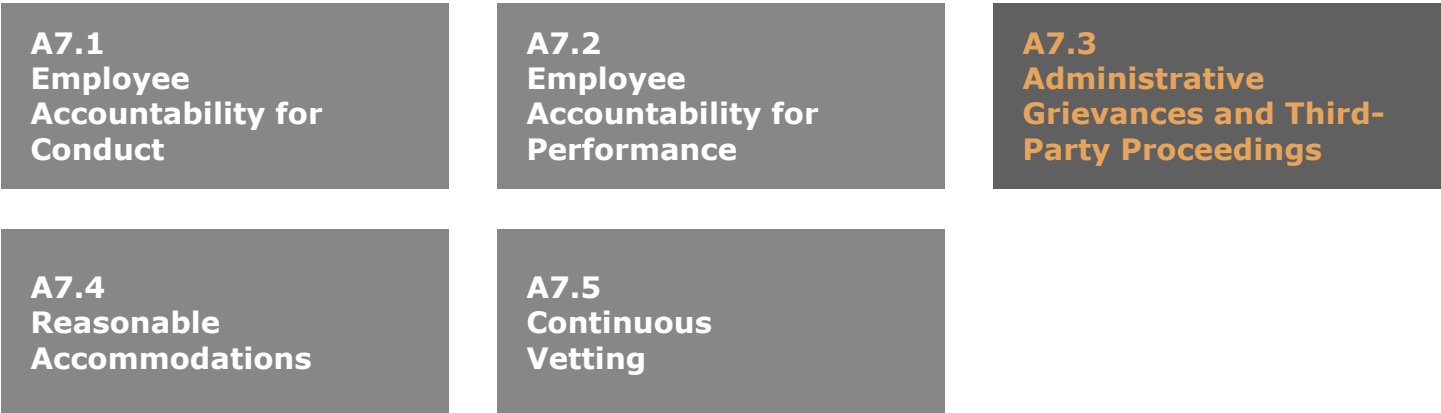 A7.1
Employee
Accountability for
Conduct
A7.2
Employee
Accountability for
Performance
A7.3
Administrative
Grievances and Third-
Party Proceedings
A7.4
Reasonable
Accommodations
A7.5
Continuous
Vetting